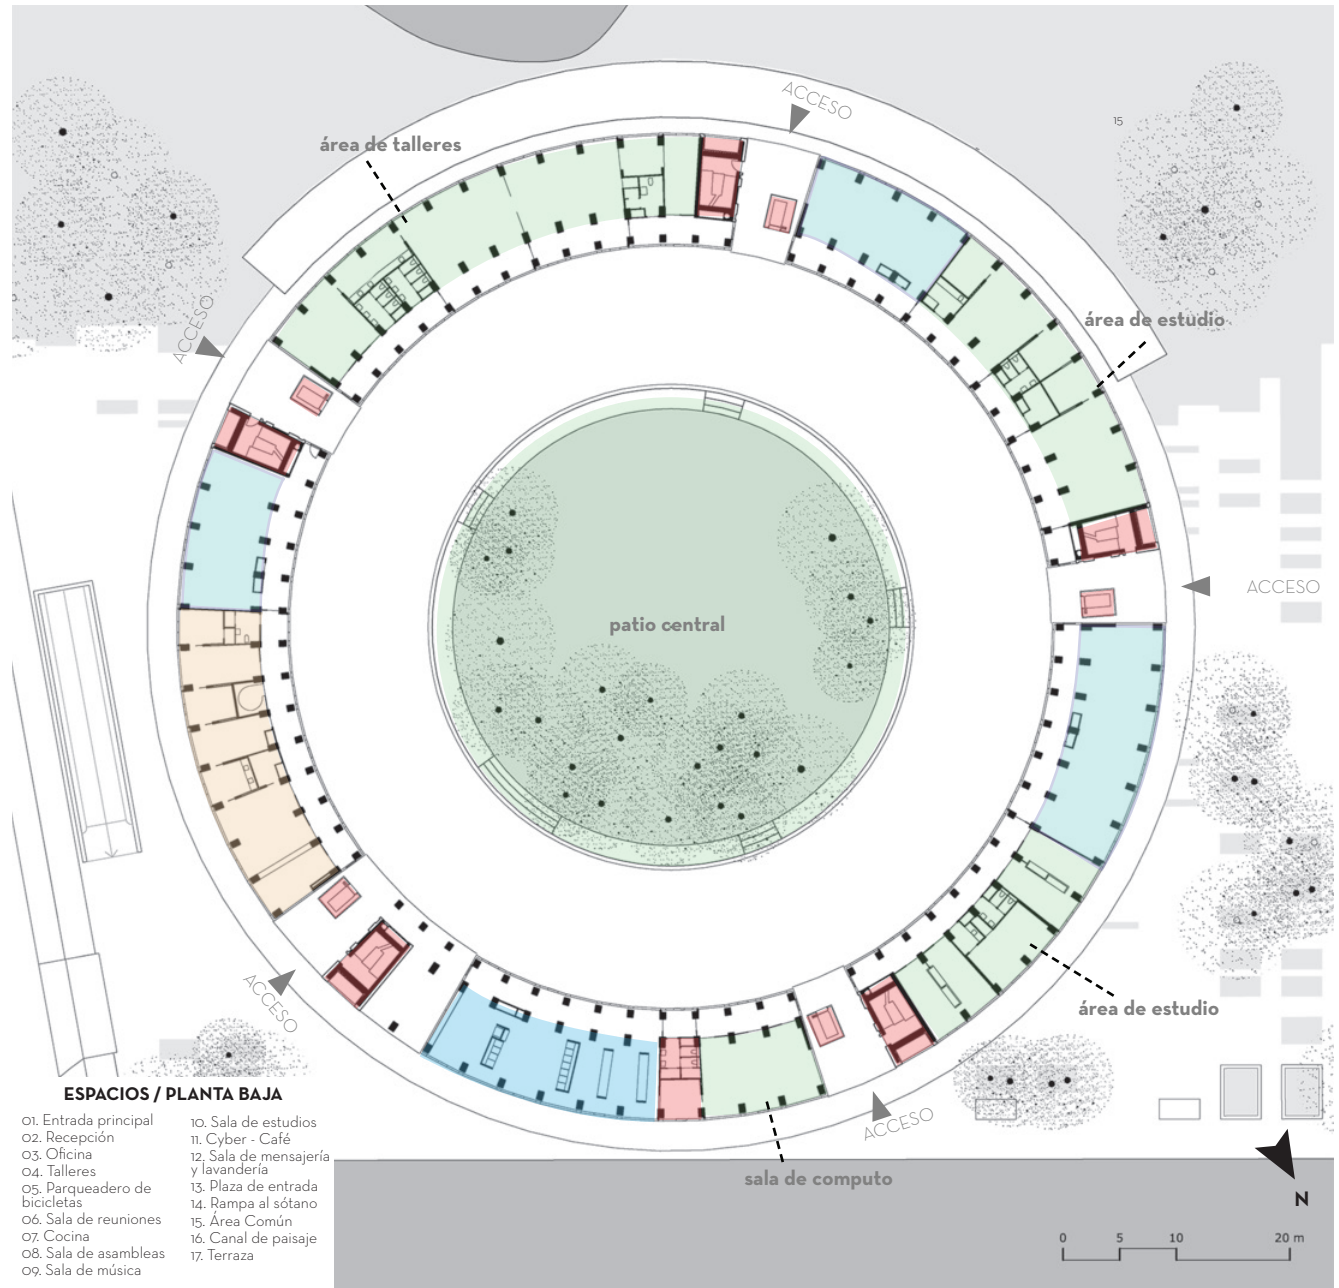 ACCESO
15
área de talleres
ACCESO
área de estudio
ACCESO
patio central
ACCESO
área de estudio
ACCESO
sala de computo
N
0 5 10 20 m
ESPACIOS / PLANTA BAJA
01. Entrada principal
02. Recepción
03. Oficina
04. Talleres
05. Parqueadero de
bicicletas
06. Sala de reuniones
07. Cocina
08. Sala de asambleas
09. Sala de música
10. Sala de estudios
11. Cyber - Café
12. Sala de mensajería
y lavandería
13. Plaza de entrada
14. Rampa al sótano
15. Área Común
16. Canal de paisaje
17. Terraza